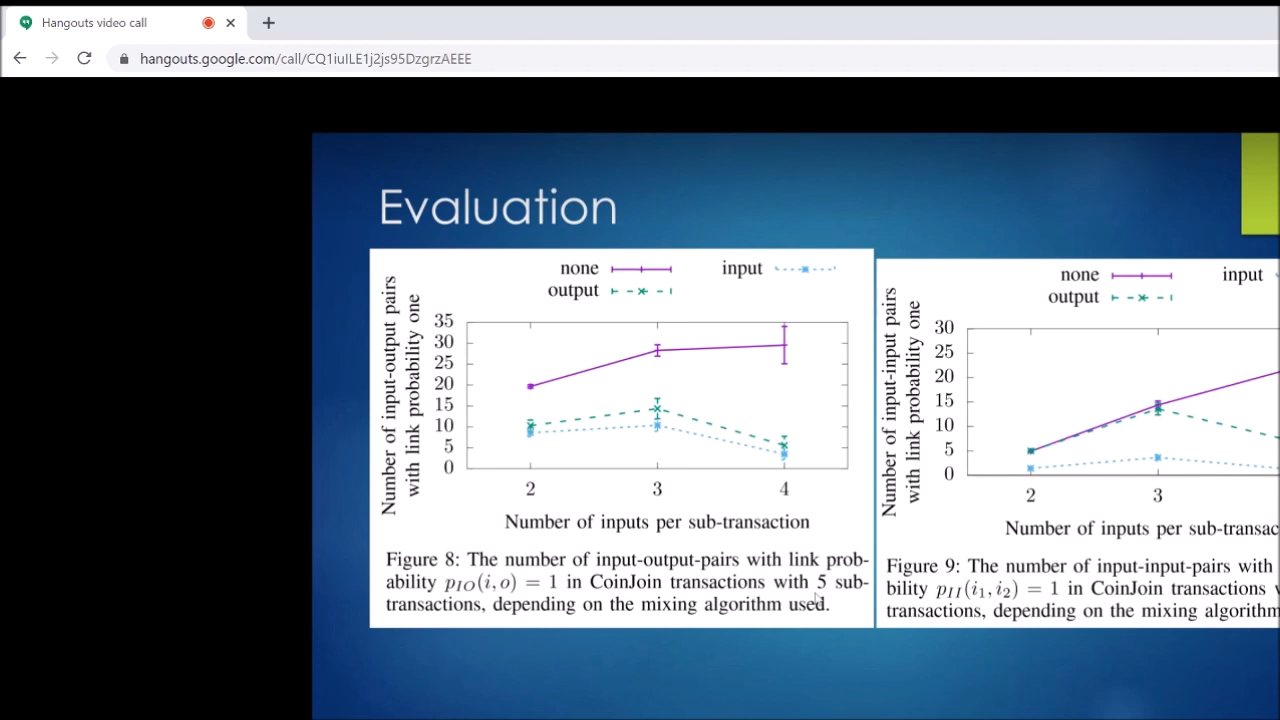 Hangouts video call
hangouts.google.com/call/CQ1iuILE1j2js95DzgrzAEEE
Evaluation
none
input
output
Number of input-output pairs
with link probability one
35
30
25
20
15
10
5
0
2
3
4
Number of inputs per sub-transaction
Figure 8: The number of input-output-pairs with link prob-
ability pIO(i, o) = 1 in CoinJoin transactions with 5 sub-
transactions, depending on the mixing algorithm used.
none
input
output
Number of input-input pairs
with link probability one
30
25
20
15
10
5
0
2
3
Number of inputs per sub-transac
Figure 9: The number of input-input-pairs with
bility pII(i1, i2) = 1 in CoinJoin transactions
transactions, depending on the mixing algorithm